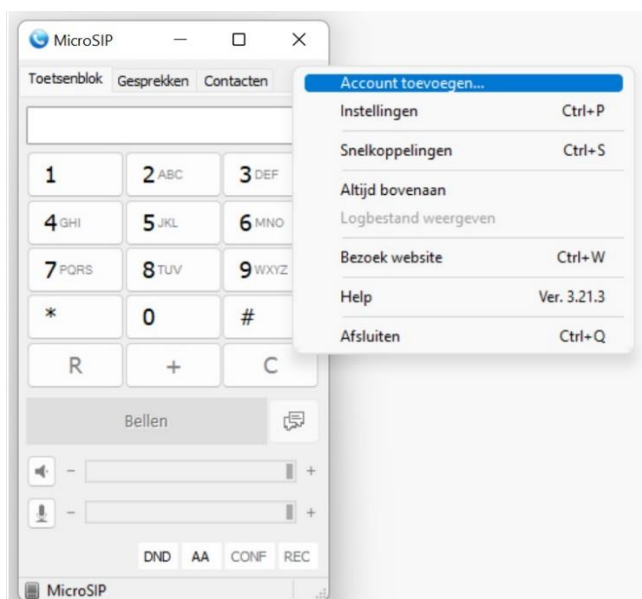 MicroSIP
Toetsenblok Gesprekken Contacten
Account toevoegen...
Instellingen Ctrl+P
Snelkoppelingen Ctrl+S
Altijd bovenaan
Logbestand weergeven
Bezoek website Ctrl+W
Help Ver. 3.21.3
Afsluiten Ctrl+Q
1 2 ABC 3 DEF
4 GHI 5 JKL 6 MNO
7 PQRS 8 TUV 9 WXYZ
* 0 #
R + C
Bellen
- +
- +
DND AA CONF REC
MicroSIP